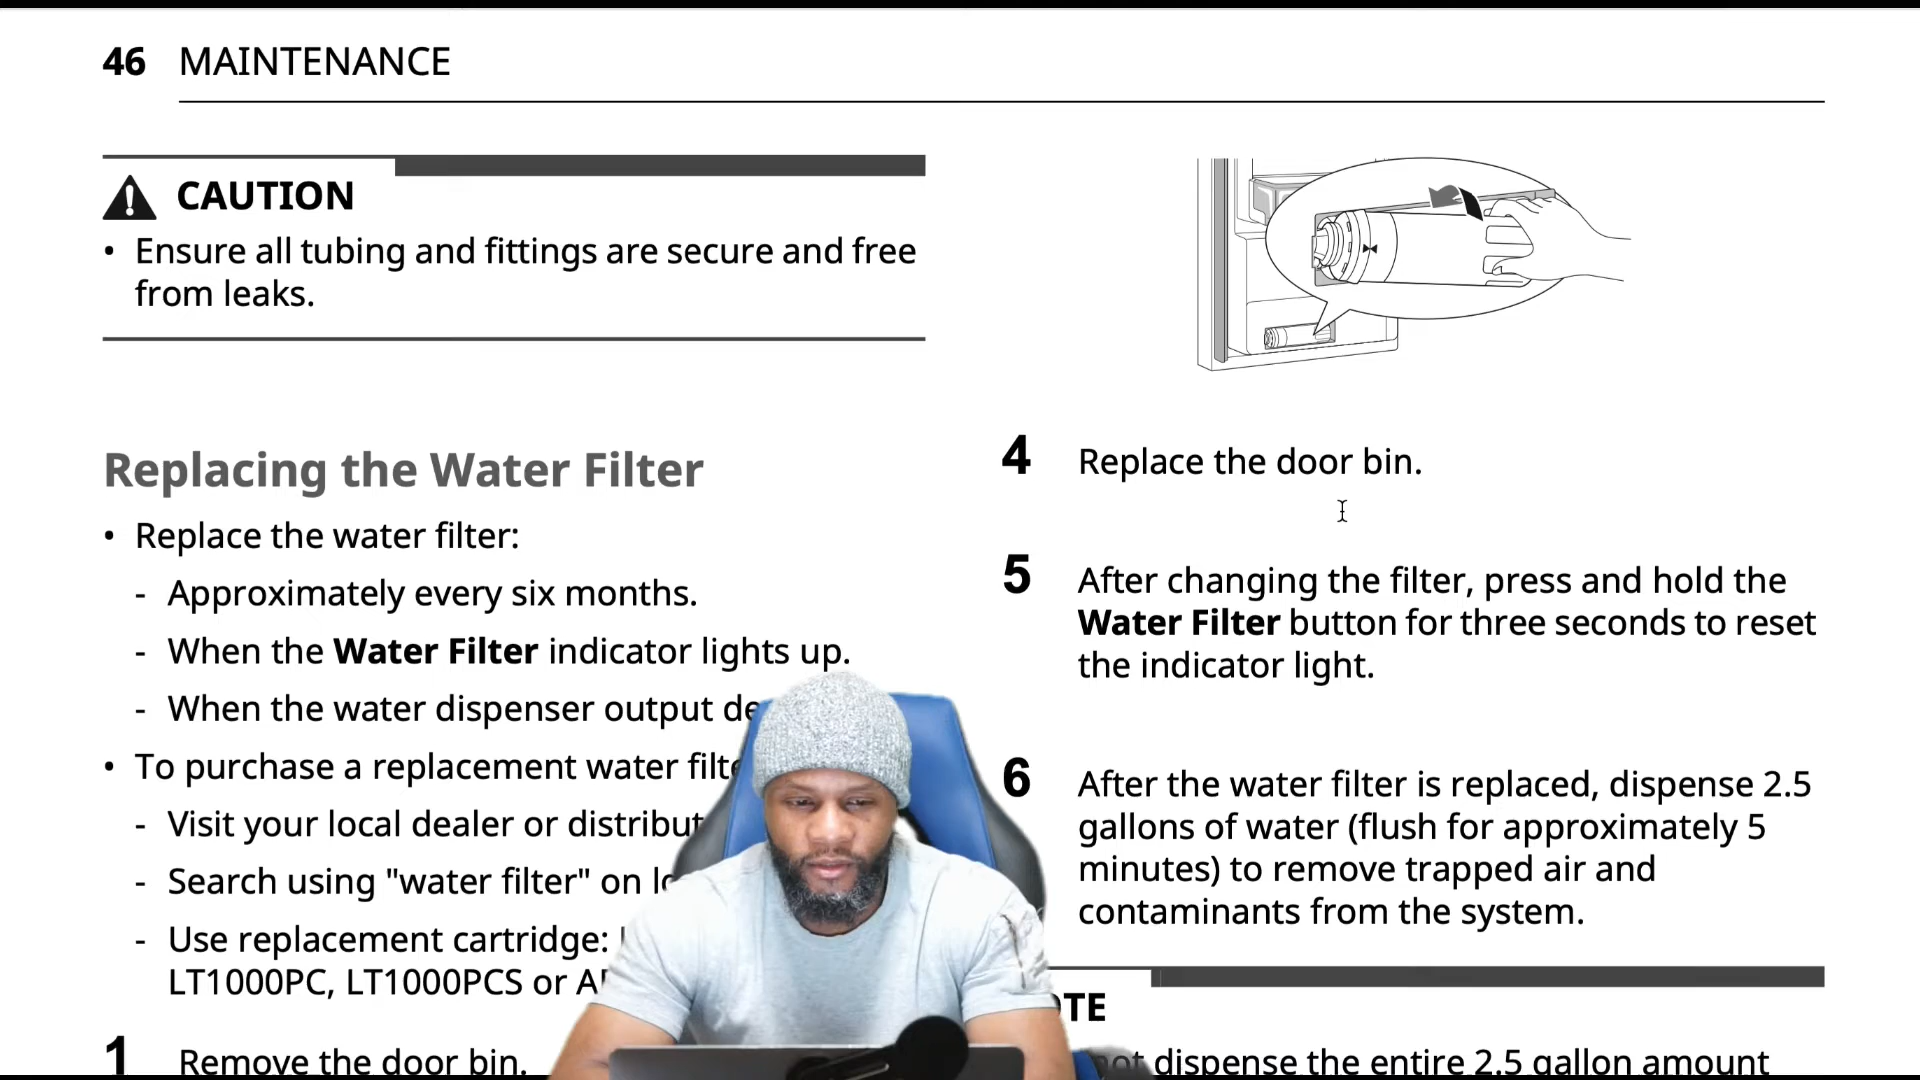 46 MAINTENANCE
CAUTION
• Ensure all tubing and fittings are secure and free
from leaks.
Replacing the Water Filter
• Replace the water filter:
- Approximately every six months.
- When the Water Filter indicator lights up.
- When the water dispenser output
• To purchase a replacement water
- Visit your local dealer or
- Search using "water filter" on
- Use replacement cartridge:
LT1000PC, LT1000PCS or
1 Remove the door bin.
4 Replace the door bin.
5 After changing the filter, press and hold the
Water Filter button for three seconds to reset
the indicator light.
6 After the water filter is replaced, dispense 2.5
gallons of water (flush for approximately 5
minutes) to remove trapped air and
contaminants from the system.
not dispense the entire 2.5 gallon amount